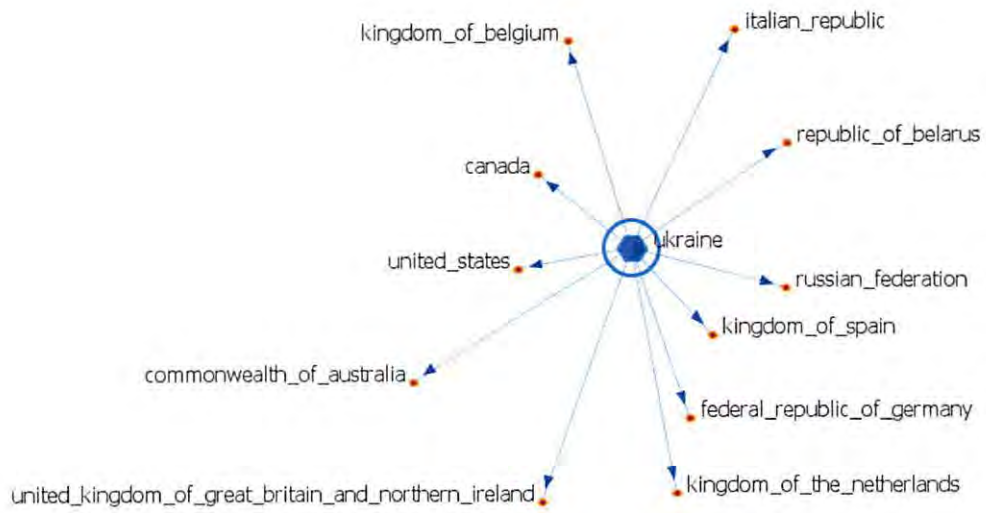 italian_republic
kingdom_of_belgium
republic_of_belarus
canada
ukraine
united_states
russian_federation
kingdom_of_spain
commonwealth_of_australia
federal_republic_of_germany
kingdom_of_the_netherlands
united_kingdom_of_great_britain_and_northern_ireland